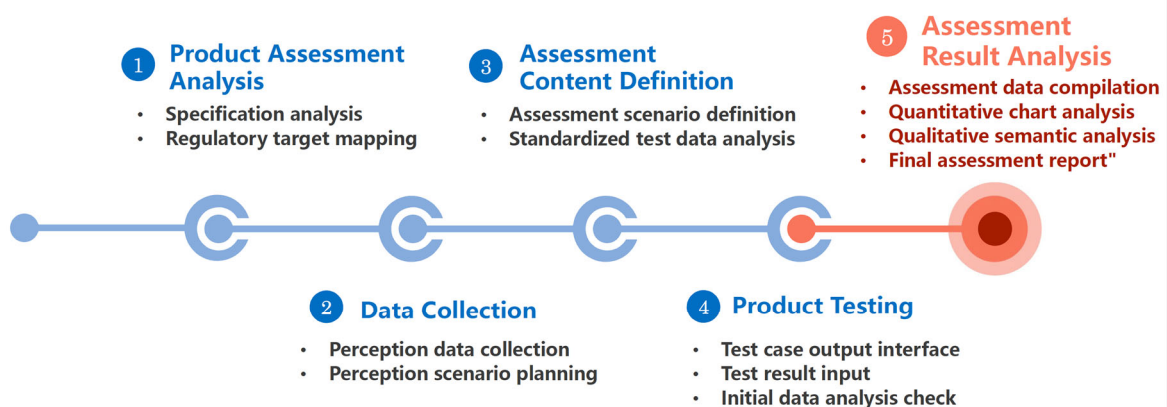 1
Product Assessment
Analysis
• Specification analysis
• Regulatory target mapping
2
Data Collection
• Perception data collection
• Perception scenario planning
3
Assessment
Content Definition
• Assessment scenario definition
• Standardized test data analysis
4
Product Testing
• Test case output interface
• Test result input
• Initial data analysis check
5
Assessment
Result Analysis
• Assessment data compilation
• Quantitative chart analysis
• Qualitative semantic analysis
• Final assessment report"